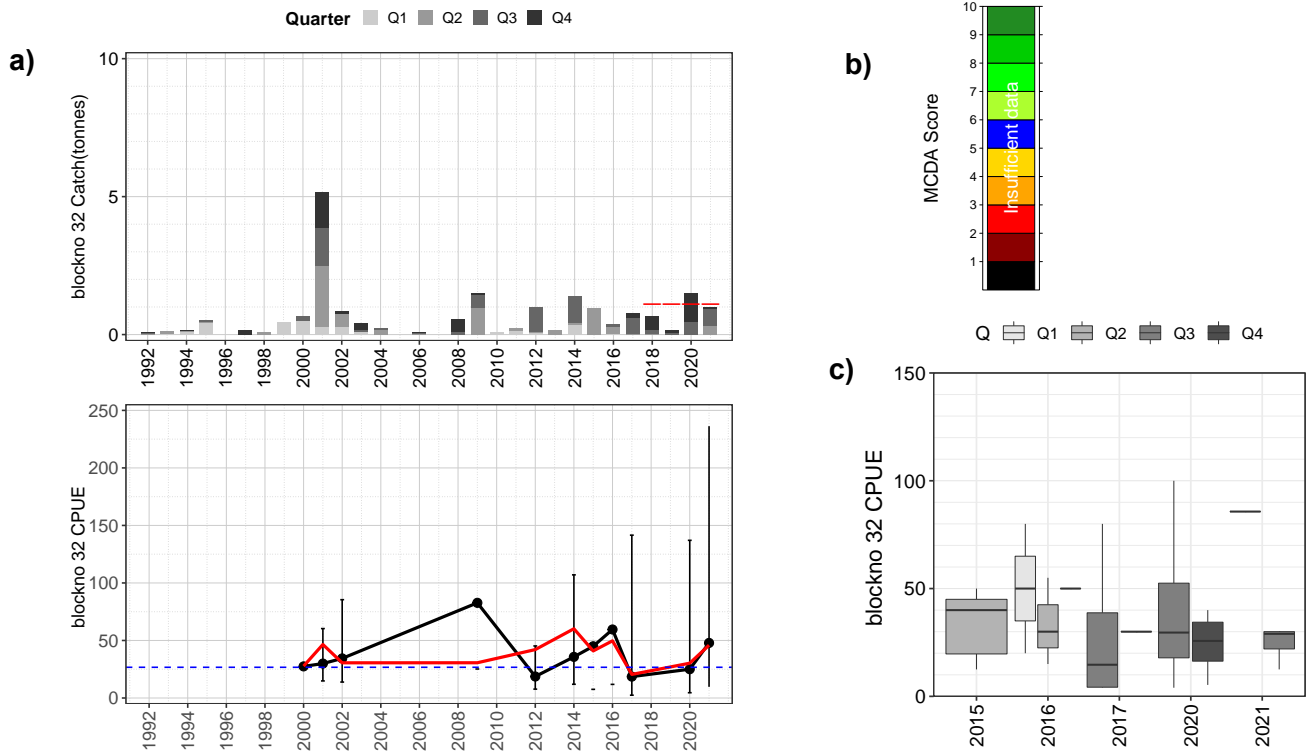 Quarter Q1 Q2 Q3 Q4
a)
blockno 32 Catch(tonnes)
10
5
0
1992 1994 1996 1998 2000 2002 2004 2006 2008 2010 2012 2014 2016 2018 2020
blockno 32 CPUE
250
200
150
100
50
0
1992 1994 1996 1998 2000 2002 2004 2006 2008 2010 2012 2014 2016 2018 2020
b)
MCDA Score
10
9
8
7
6
5
4
3
2
1
Insufficient data
Q Q1 Q2 Q3 Q4
c)
blockno 32 CPUE
150
100
50
0
2015 2016 2017 2020 2021